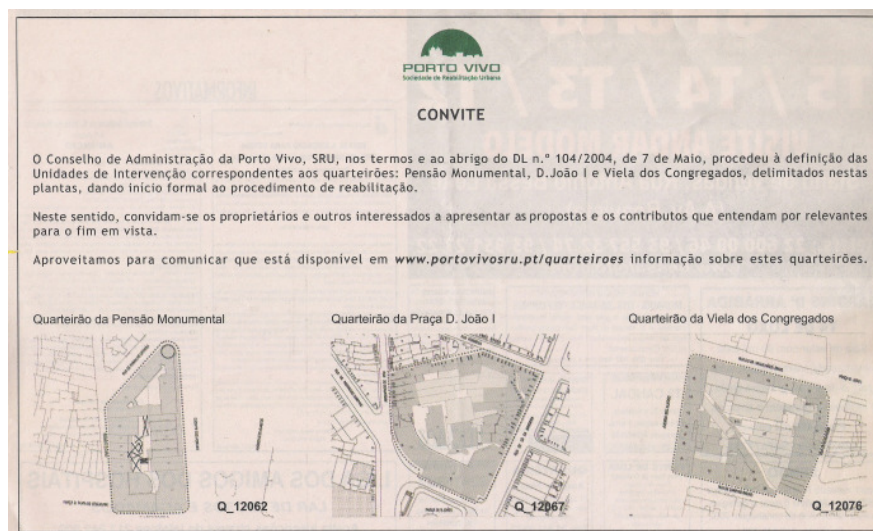 PORTO VIVO
Sociedade de Reabilitação Urbana
CONVITE
O Conselho de Administração da Porto Vivo, SRU, nos termos e ao abrigo do DL n.º 104/2004, de 7 de Maio, procedeu à definição das
Unidades de Intervenção correspondentes aos quarteirões: Pensão Monumental, D.João I e Viela dos Congregados, delimitados nestas
plantas, dando início formal ao procedimento de reabilitação.
Neste sentido, convidam-se os proprietários e outros interessados a apresentar as propostas e os contributos que entendam por relevantes
para o fim em vista.
Aproveitamos para comunicar que está disponível em www.portovivosru.pt/quarteiroes informação sobre estes quarteirões.
Quarteirão da Pensão Monumental
Quarteirão da Praça D. João I
Quarteirão da Viela dos Congregados
Q_12062
Q_12067
Q_12076